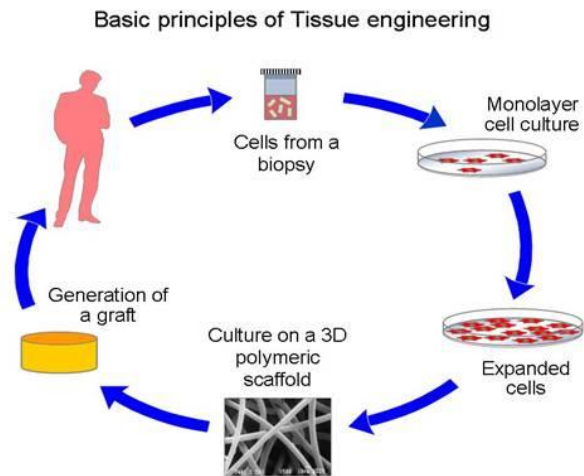 Basic principles of Tissue engineering
Cells from a
biopsy
Monolayer
cell culture
Expanded
cells
Culture on a 3D
polymeric
scaffold
Generation of
a graft